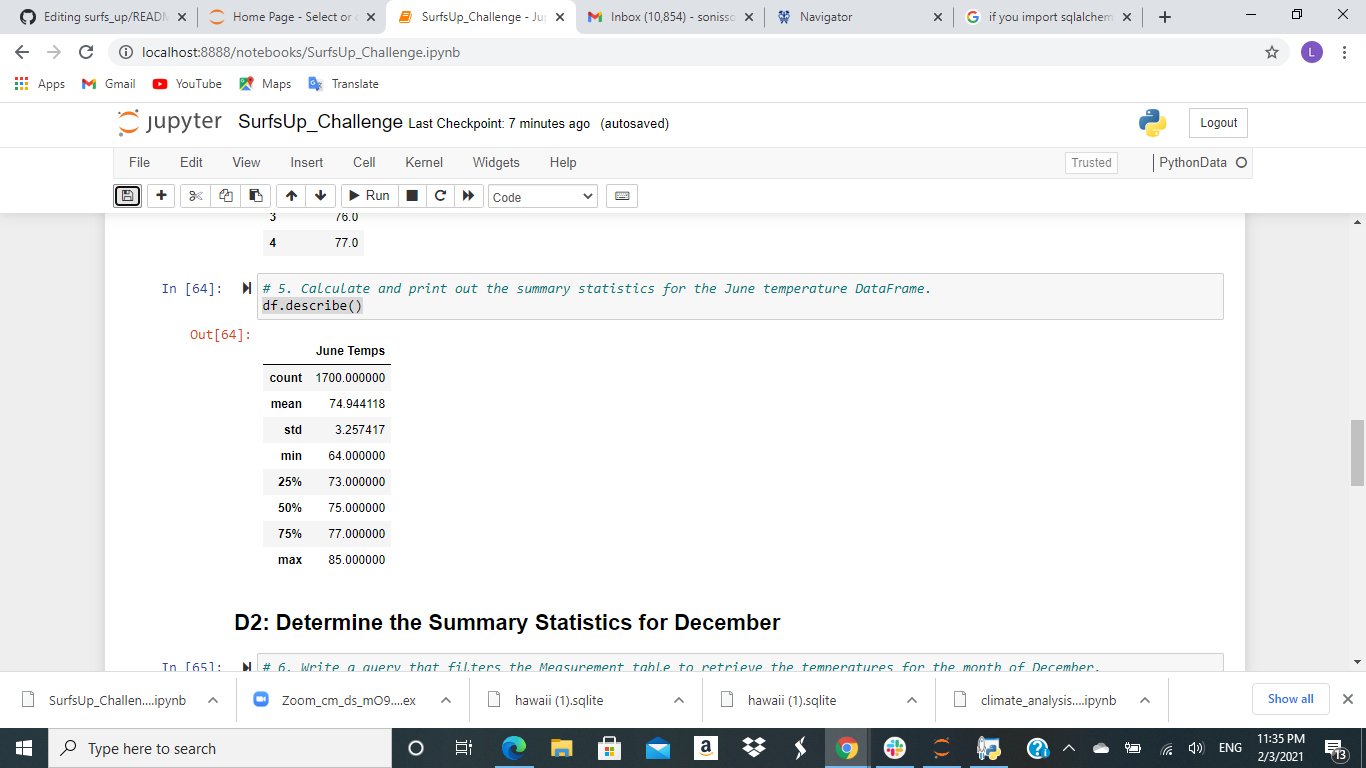 Editing surfs_up/READM
Home Page - Select or
SurfsUp_Challenge - Jup
Inbox (10,854) - sonisso
Navigator
if you import sqlalchem
localhost:8888/notebooks/SurfsUp_Challenge.ipynb
L
Apps Gmail YouTube Maps Translate
jupyter SurfsUp_Challenge Last Checkpoint: 7 minutes ago (autosaved) Logout
File Edit View Insert Cell Kernel Widgets Help Trusted PythonData
Run Code
3 76.0
4 77.0
In [64]: # 5. Calculate and print out the summary statistics for the June temperature DataFrame.
df.describe()
Out[64]:
June Temps
count 1700.000000
mean 74.944118
std 3.257417
min 64.000000
25% 73.000000
50% 75.000000
75% 77.000000
max 85.000000
D2: Determine the Summary Statistics for December
In [65]: # 6. Write a query that filters the Measurement table to retrieve the temperatures for the month of December.
SurfsUp_Challen....ipynb Zoom_cm_ds_mO9....ex hawaii (1).sqlite hawaii (1).sqlite climate_analysis....ipynb Show all
Type here to search
a
ENG
11:35 PM
2/3/2021
13